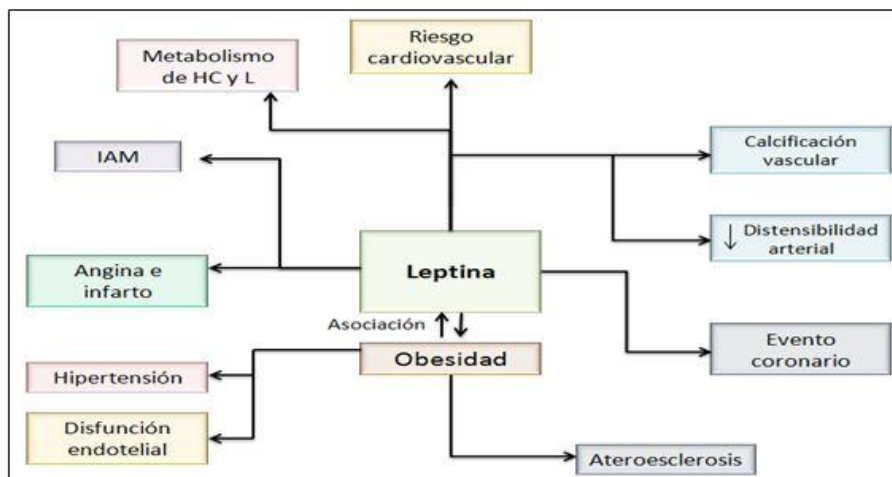 Metabolismo
de HC y L
Riesgo
cardiovascular
IAM
Calcificación
vascular
↓ Distensibilidad
arterial
Angina e
infarto
Leptina
Asociación
Obesidad
Evento
coronario
Hipertensión
Disfunción
endotelial
Ateroesclerosis